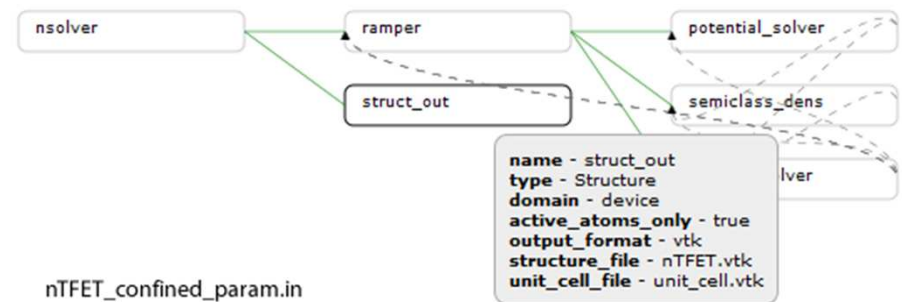 nsolver
ramper
potential_solver
struct_out
semiclass_dens
lver
name - struct_out
type - Structure
domain - device
active_atoms_only - true
output_format - vtk
structure_file - nTFET.vtk
unit_cell_file - unit_cell.vtk
nTFET_confined_param.in